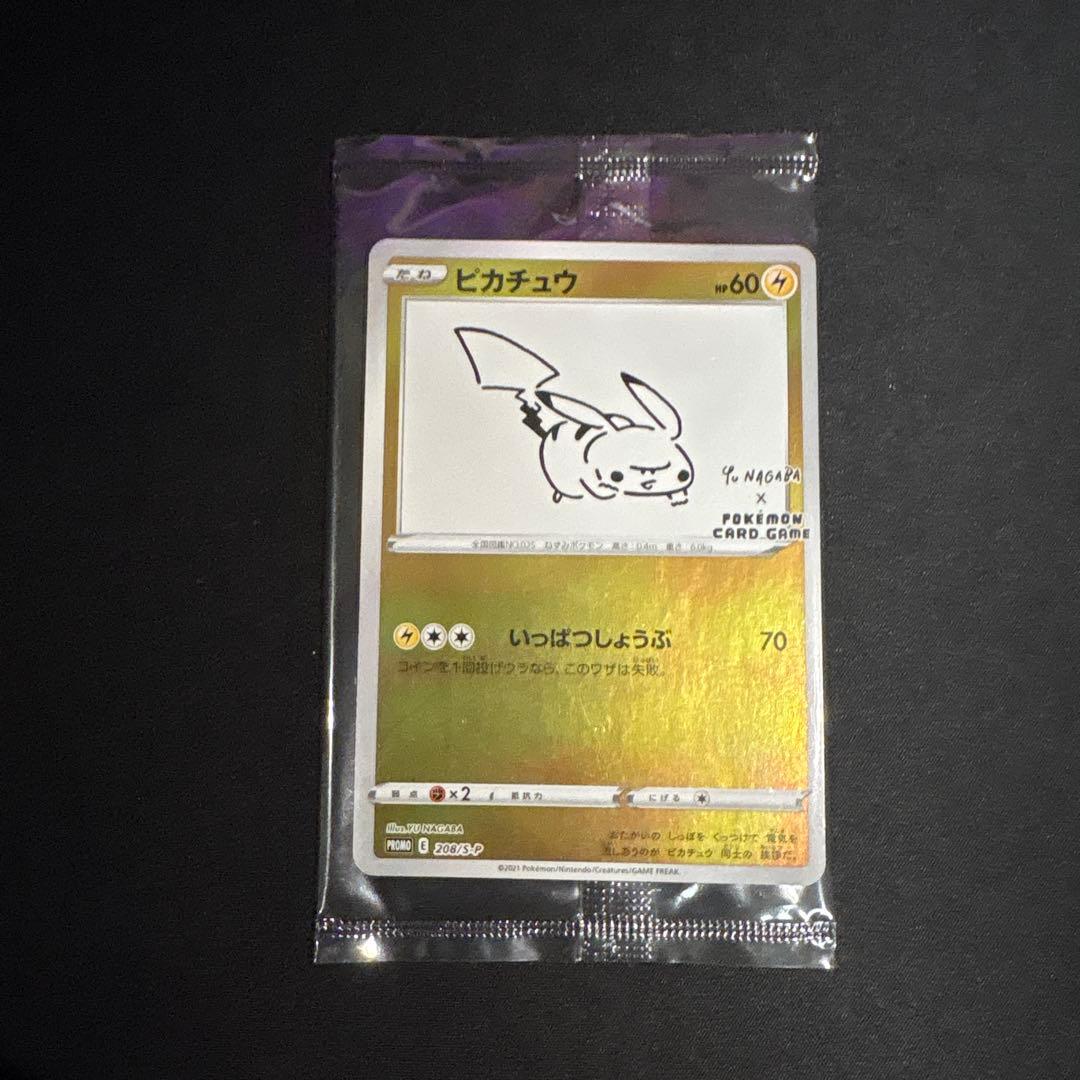 たね ピカチュウ HP60
Yu NAGABA
×
POKÉMON
CARD GAME
全国図鑑NO.025 ねずみポケモン 高さ:0.4m 重さ:6.0kg
いっぱつしょうぶ 70
コインを1回投げウラなら、このワザは失敗。
弱点 ×2 抵抗力 にげる
illus. YU NAGABA
PROMO E 208/S-P
おたがいの しっぽを くっつけて 電気を
流しあうのが ピカチュウ 同士の 挨拶だ。
©2021 Pokémon/Nintendo/Creatures/GAME FREAK.